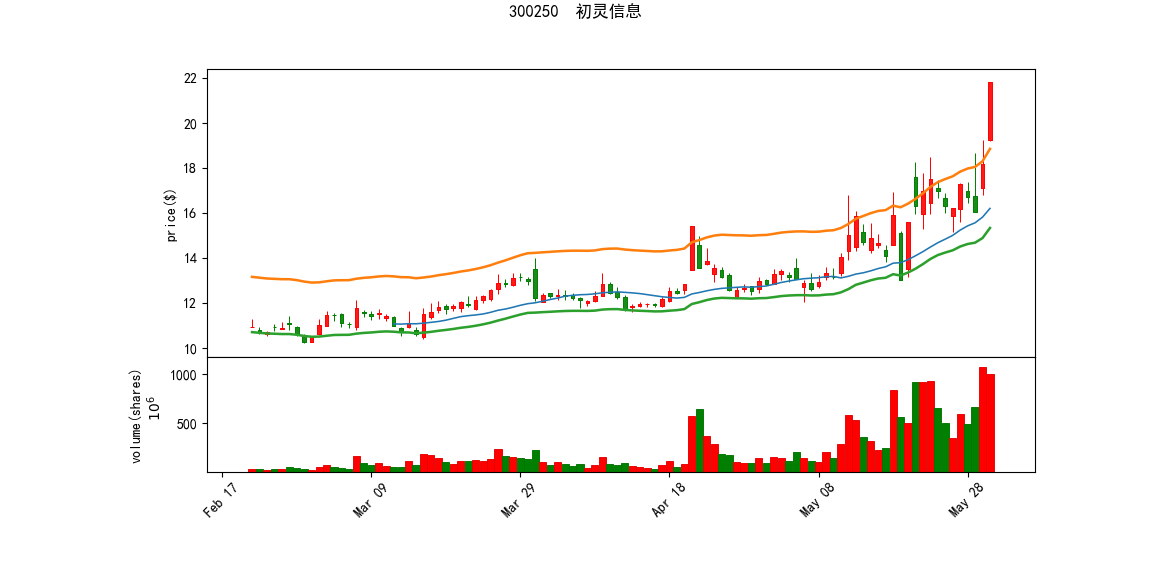 300250 初灵信息
22
20
18
16
14
12
10
price($)
1000
500
volume(shares)
10^6
Feb 17
Mar 09
Mar 29
Apr 18
May 08
May 28